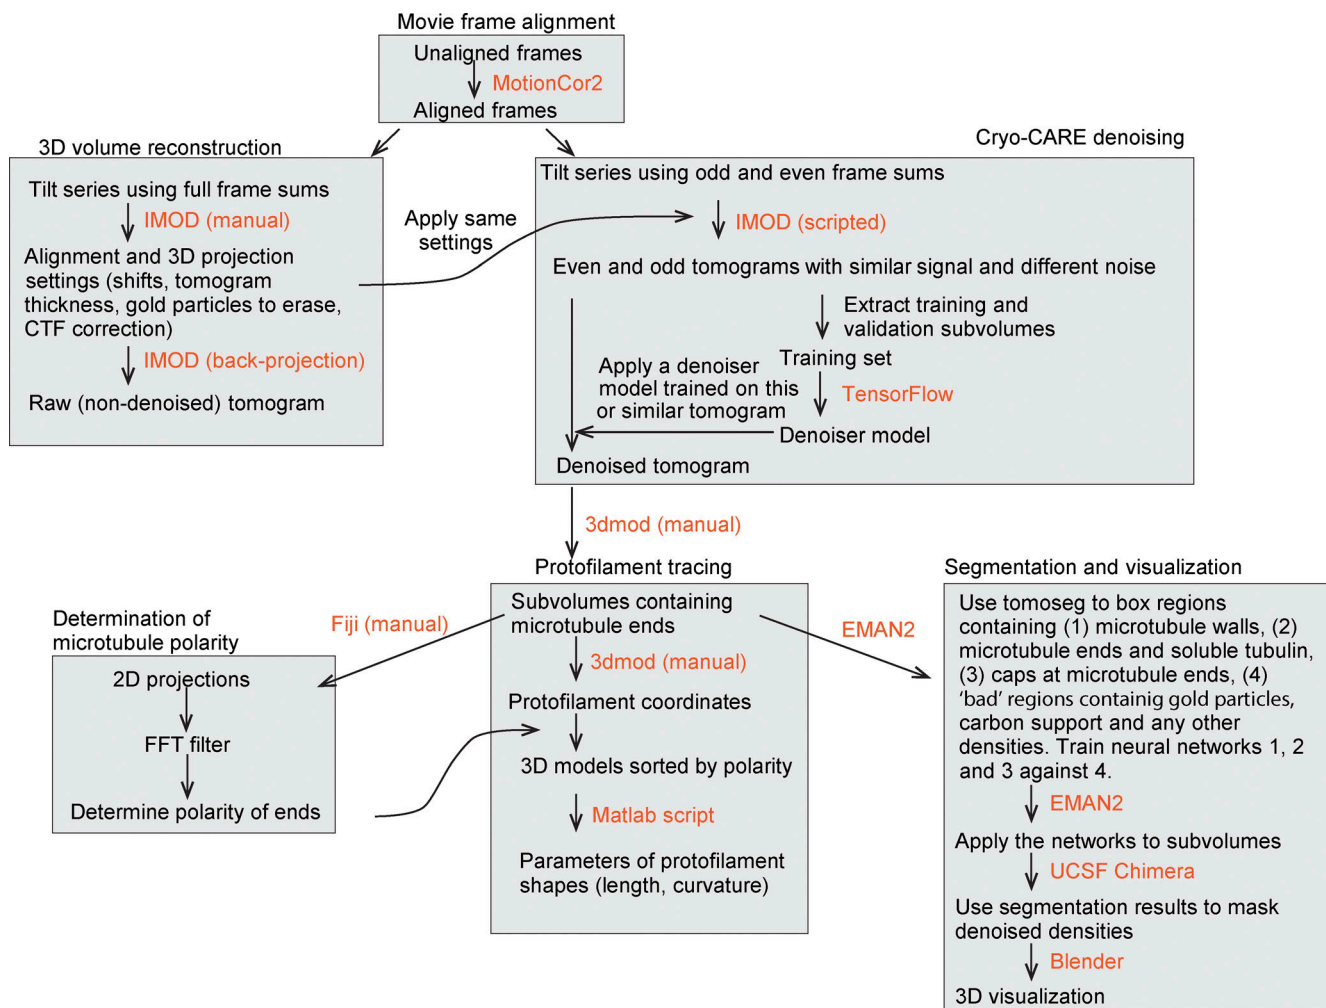 Movie frame alignment
Unaligned frames
MotionCor2
Aligned frames
3D volume reconstruction
Tilt series using full frame sums
IMOD (manual)
Alignment and 3D projection
settings (shifts, tomogram
thickness, gold particles to erase,
CTF correction)
IMOD (back-projection)
Raw (non-denoised) tomogram
Apply same
settings
Cryo-CARE denoising
Tilt series using odd and even frame sums
IMOD (scripted)
Even and odd tomograms with similar signal and different noise
Extract training and
validation subvolumes
Training set
Apply a denoiser
model trained on this
or similar tomogram
TensorFlow
Denoiser model
Denoised tomogram
3dmod (manual)
Protofilament tracing
Subvolumes containing
microtubule ends
3dmod (manual)
Protofilament coordinates
3D models sorted by polarity
Matlab script
Parameters of protofilament
shapes (length, curvature)
Fiji (manual)
Determination of
microtubule polarity
2D projections
FFT filter
Determine polarity of ends
EMAN2
Segmentation and visualization
Use tomoseg to box regions
containing (1) microtubule walls, (2)
microtubule ends and soluble tubulin,
(3) caps at microtubule ends, (4)
‘bad’ regions containig gold particles,
carbon support and any other
densities. Train neural networks 1, 2
and 3 against 4.
EMAN2
Apply the networks to subvolumes
UCSF Chimera
Use segmentation results to mask
denoised densities
Blender
3D visualization